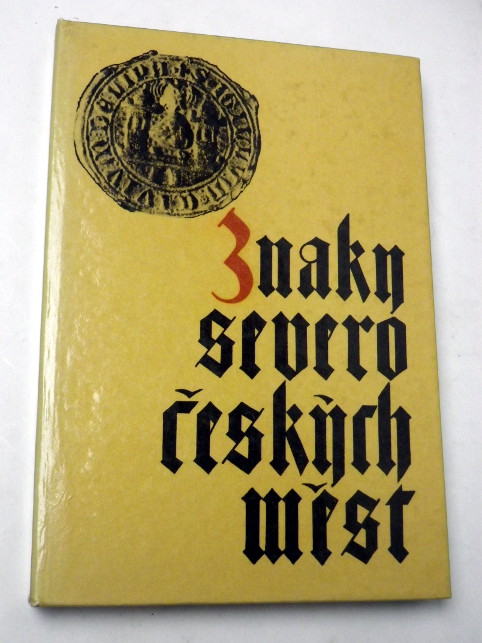 Znaky
severo
českých
měst